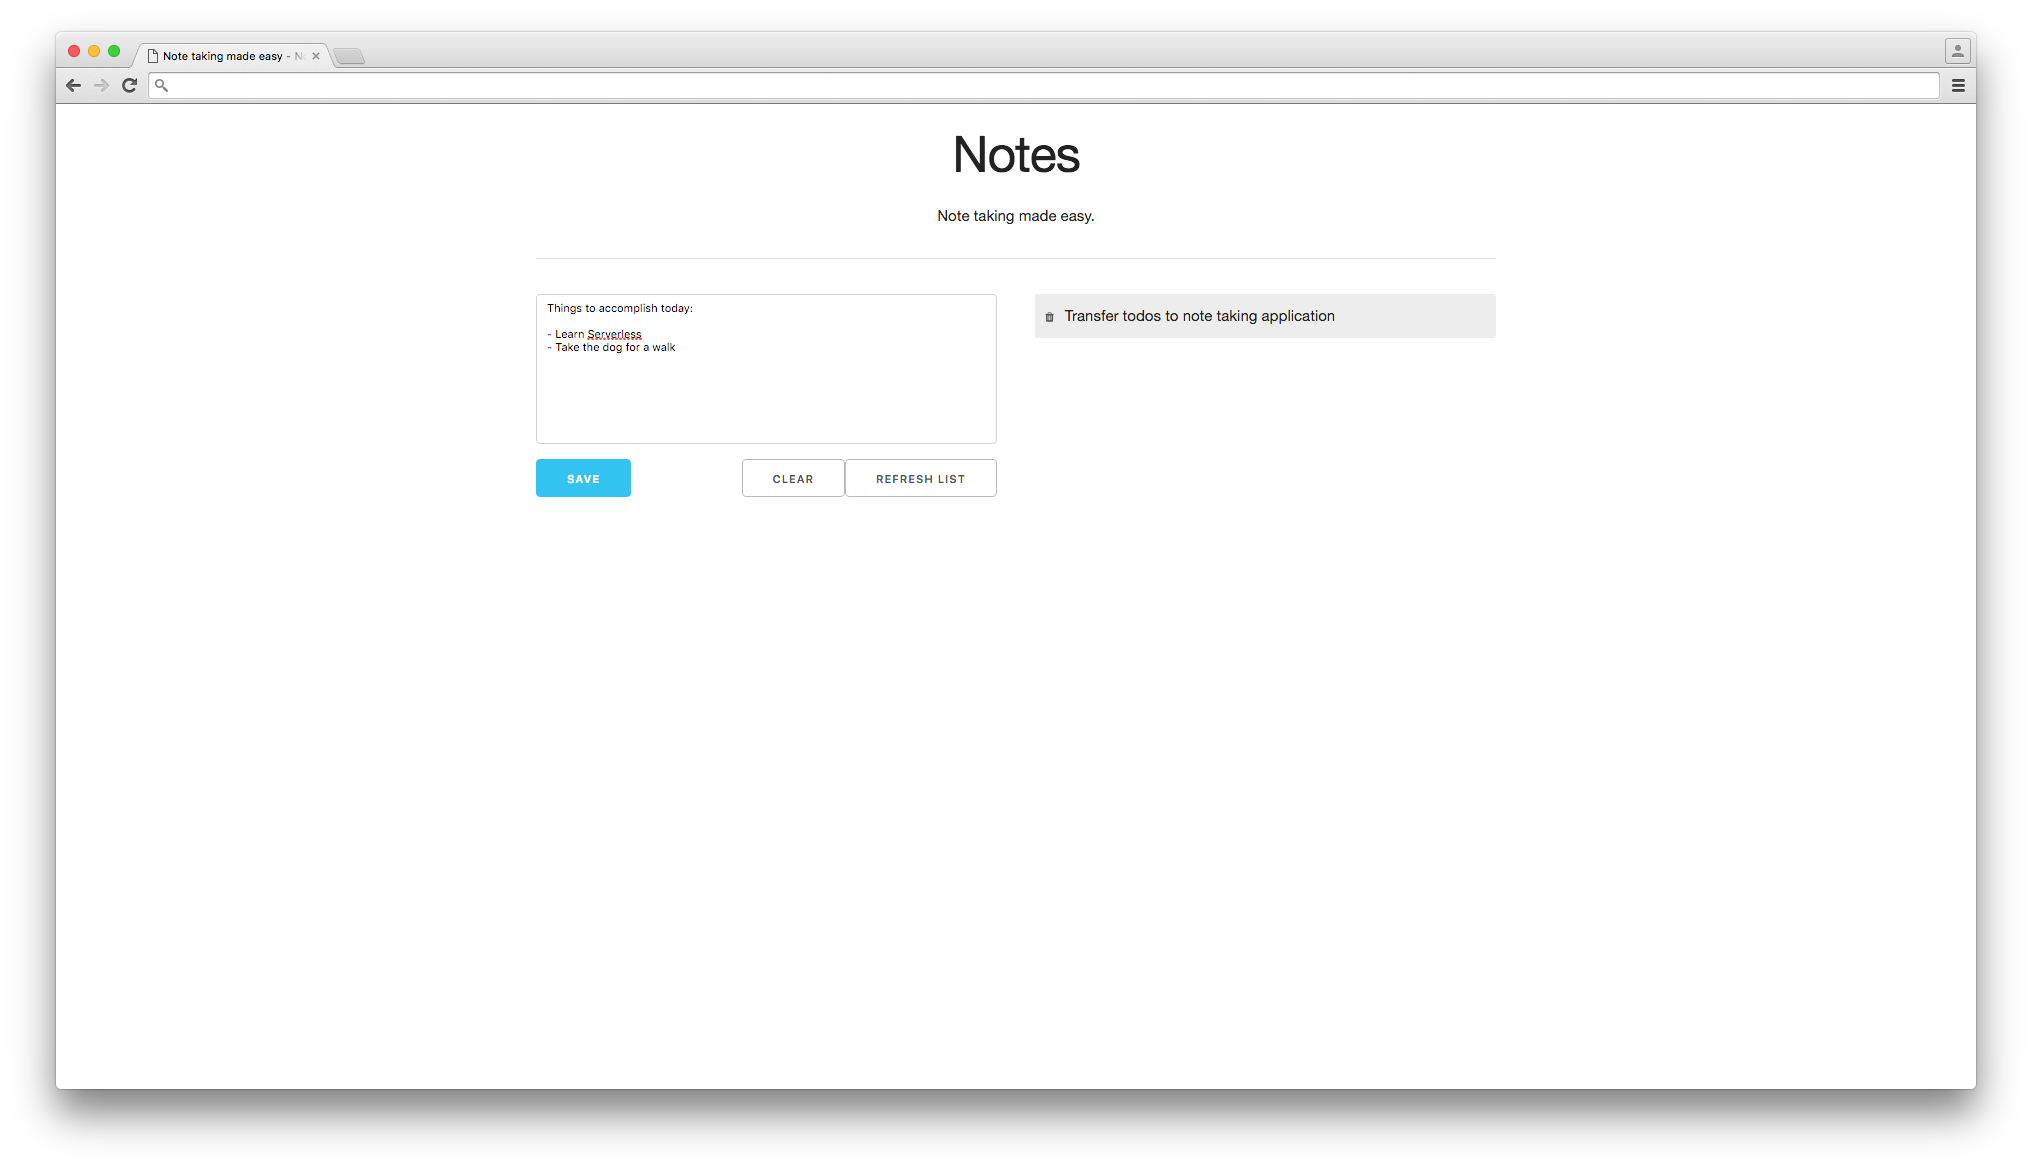 Note taking made easy - No
Notes
Note taking made easy.
Things to accomplish today:
- Learn Serverless
- Take the dog for a walk
SAVE
CLEAR
REFRESH LIST
Transfer todos to note taking application